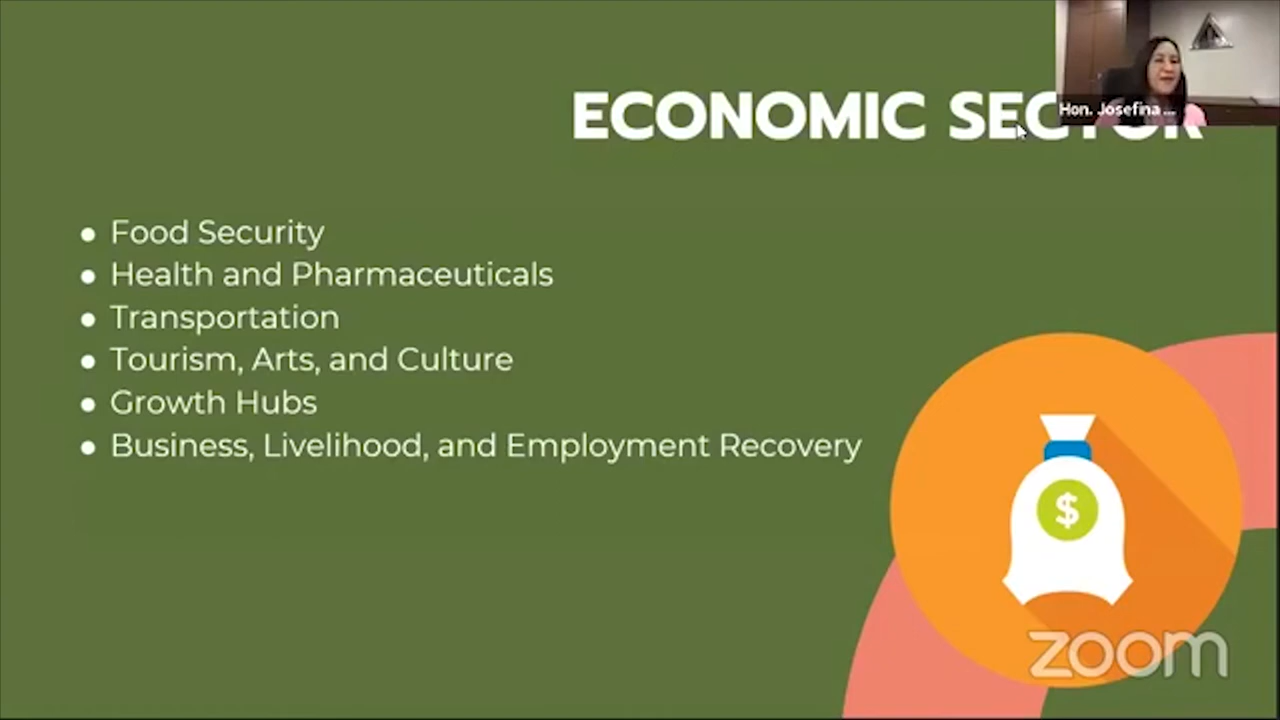 ECONOMIC SECTOR
Hon. Josefina ...
● Food Security
● Health and Pharmaceuticals
● Transportation
● Tourism, Arts, and Culture
● Growth Hubs
● Business, Livelihood, and Employment Recovery
$
zoom